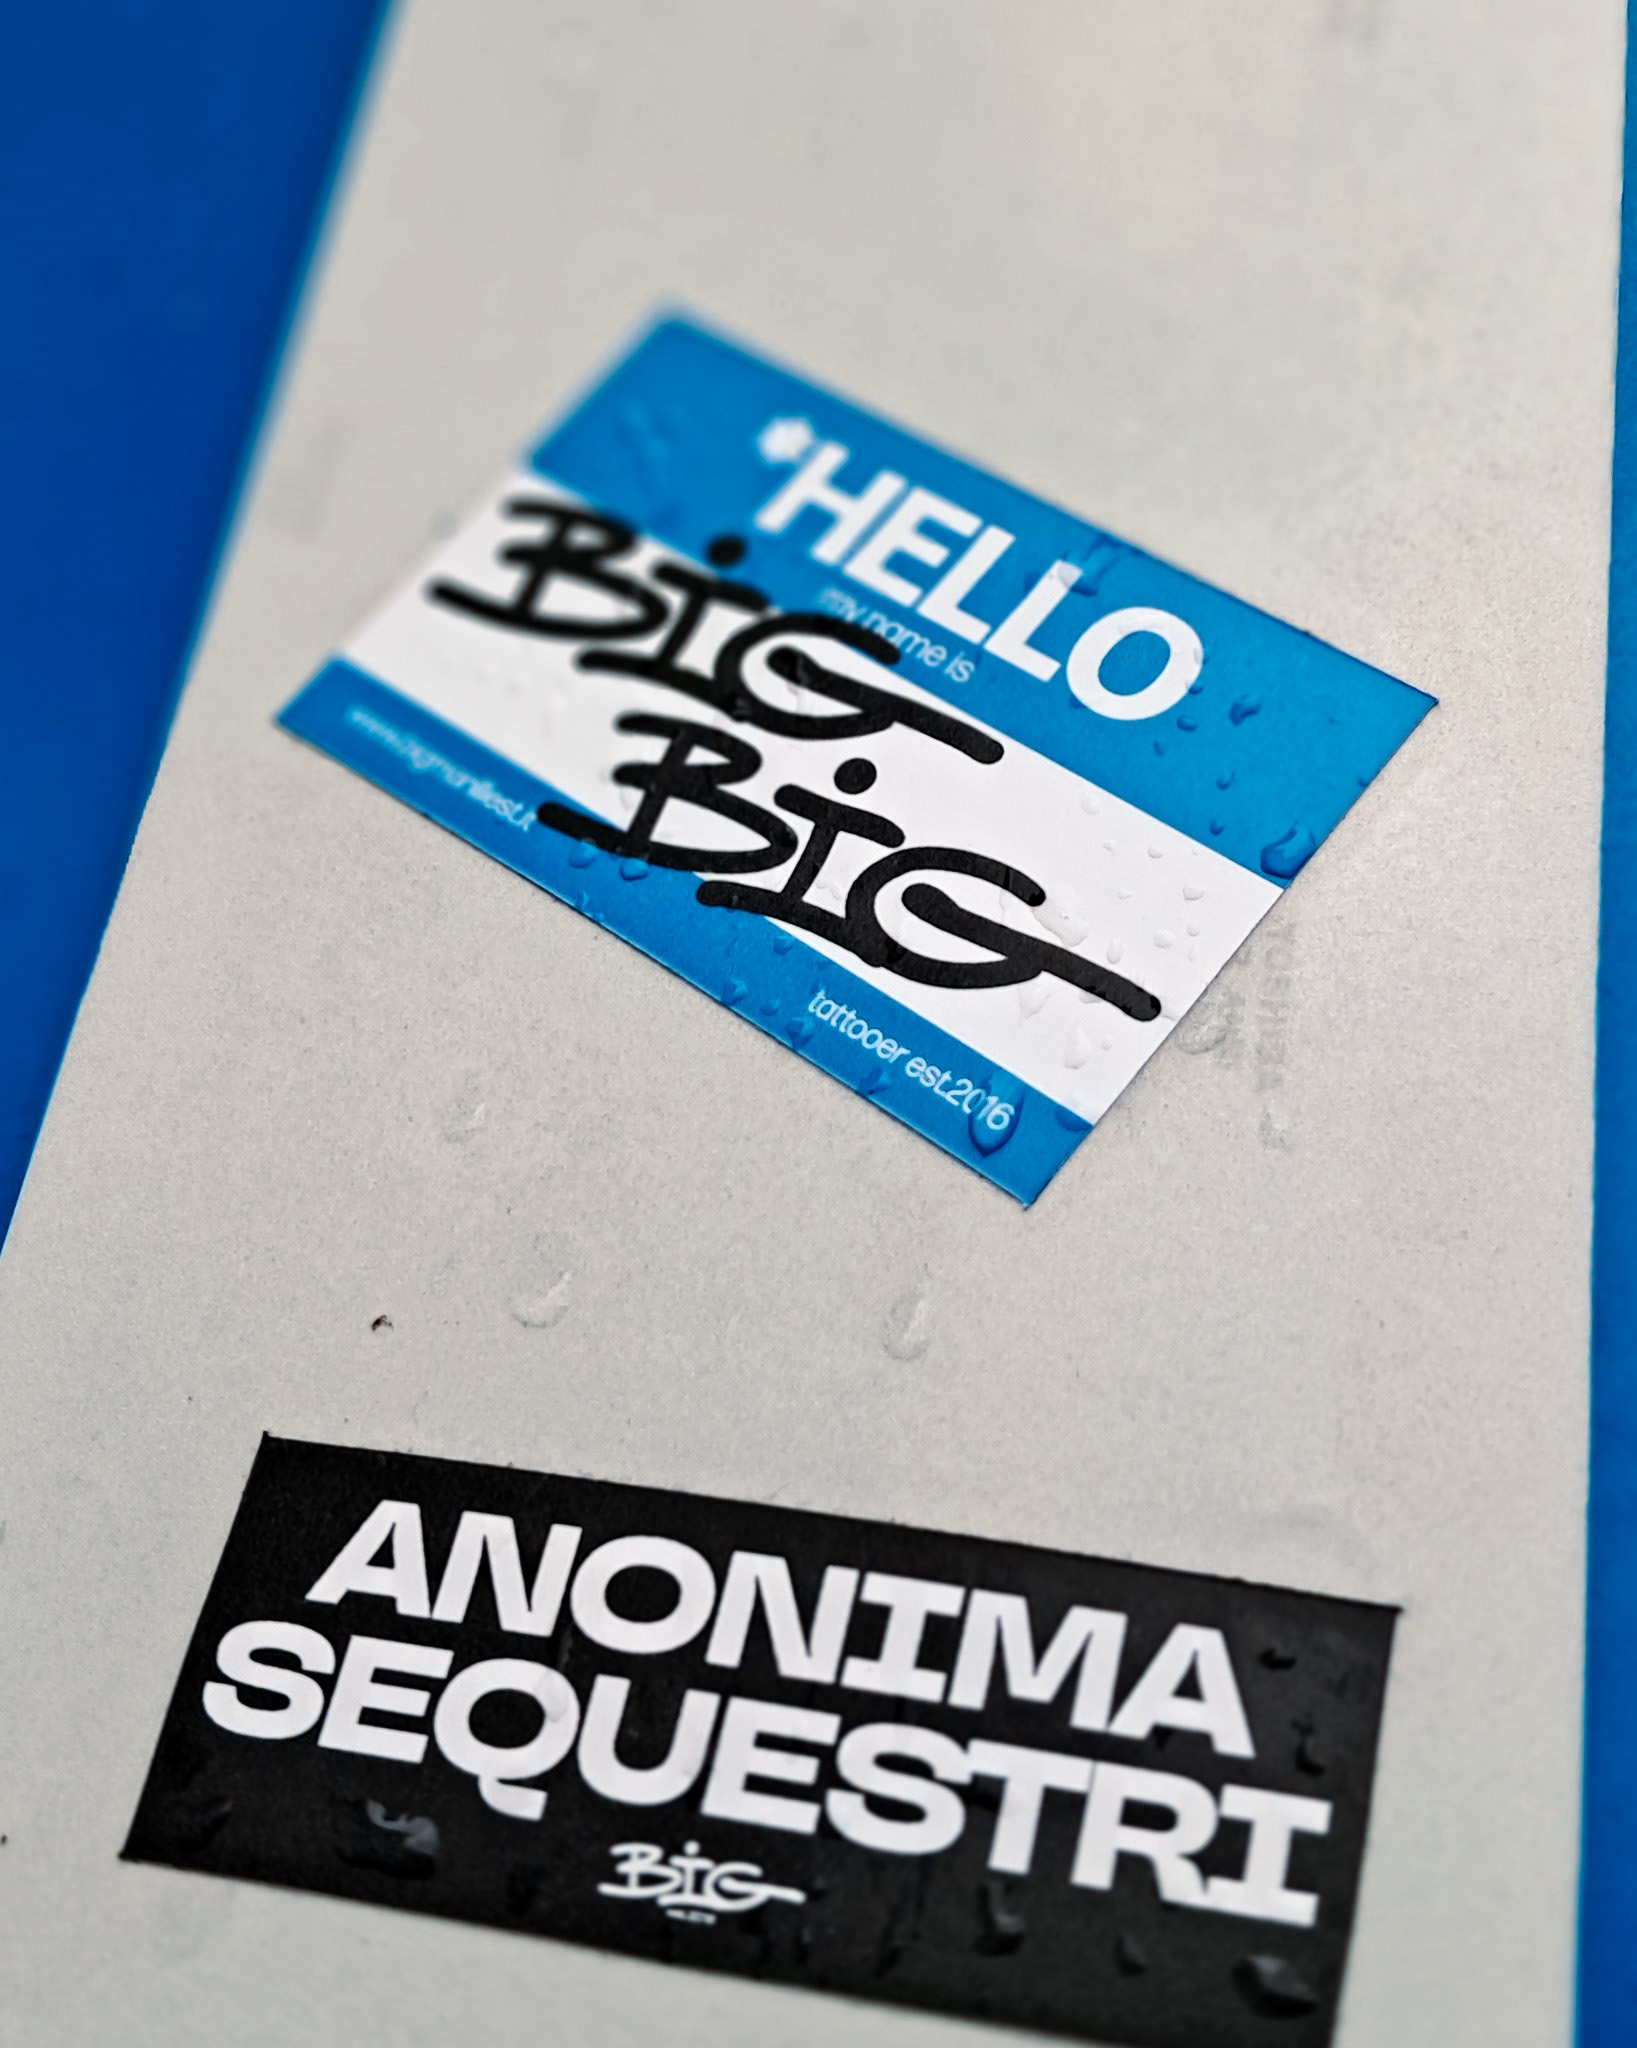 *HELLO
my name is
BiG
BiG
tattooer est.2016
ANONIMA
SEQUESTRI
BiG